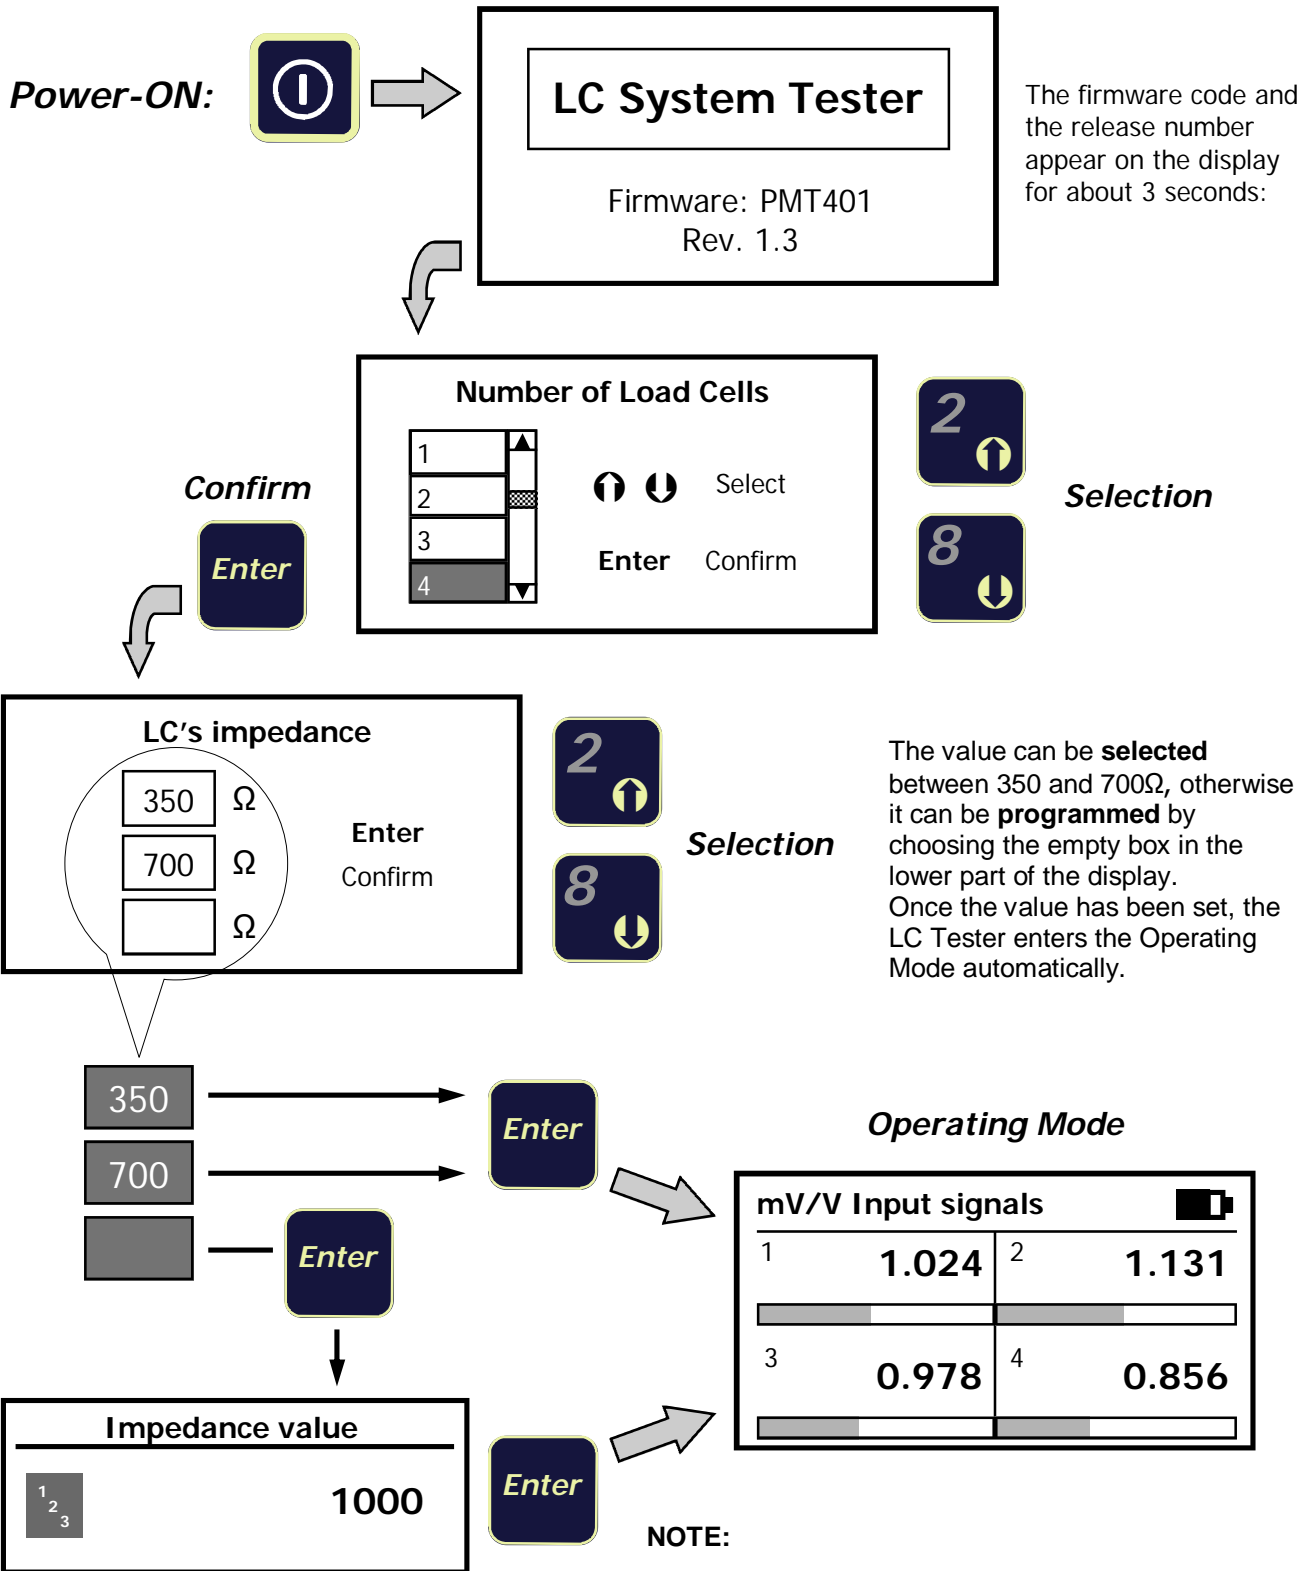 Power-ON:
LC System Tester
Firmware: PMT401
Rev. 1.3
The firmware code and
the release number
appear on the display
for about 3 seconds:
Number of Load Cells
1
2
3
4
Select
Enter Confirm
Confirm
Enter
2
8
Selection
LC's impedance
350 Ω
700 Ω
Ω
Enter
Confirm
2
8
Selection
The value can be selected
between 350 and 700Ω, otherwise
it can be programmed by
choosing the empty box in the
lower part of the display.
Once the value has been set, the
LC Tester enters the Operating
Mode automatically.
350
700
Enter
Enter
Operating Mode
mV/V Input signals
1 1.024 2 1.131
3 0.978 4 0.856
Impedance value
1 2 3 1000
Enter
NOTE: